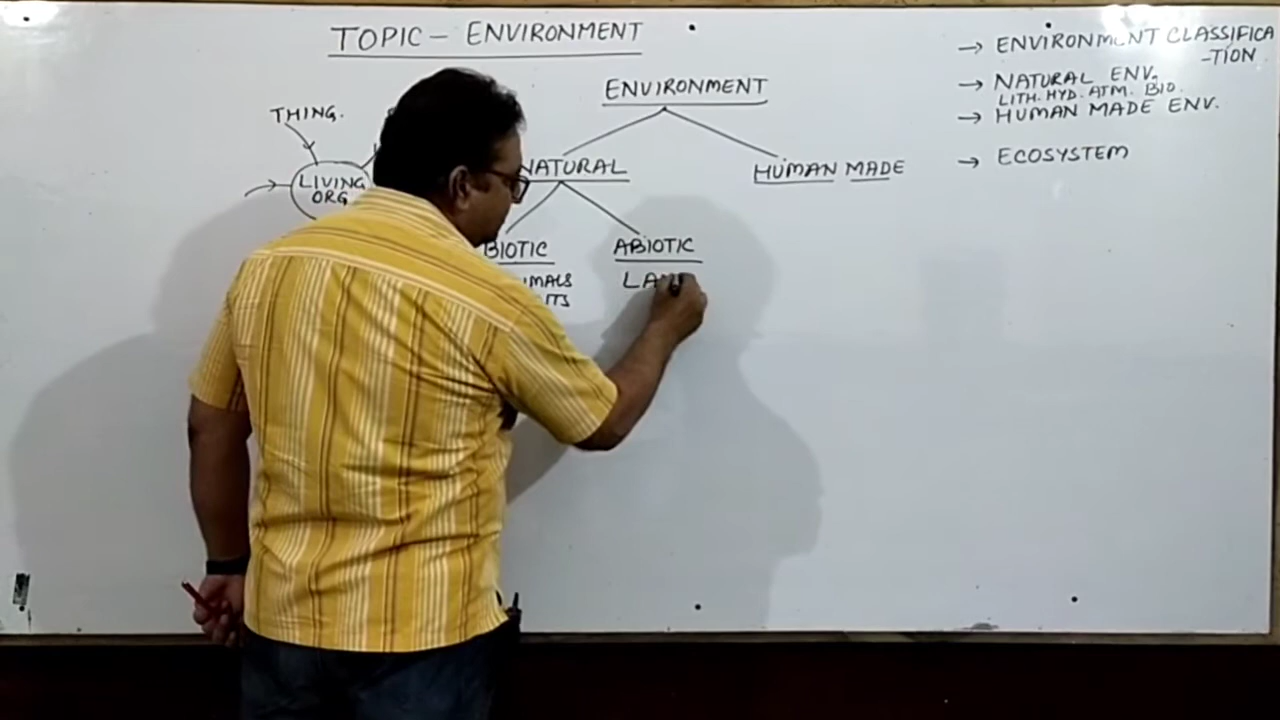 TOPIC - ENVIRONMENT
THING.
LIVING
ORG.
ENVIRONMENT
NATURAL
HUMAN MADE
BIOTIC
ABIOTIC
→ ENVIRONMENT CLASSIFICA
-TION
→ NATURAL ENV.
LITH. HYD. ATM. BIO.
→ HUMAN MADE ENV.
→ ECOSYSTEM